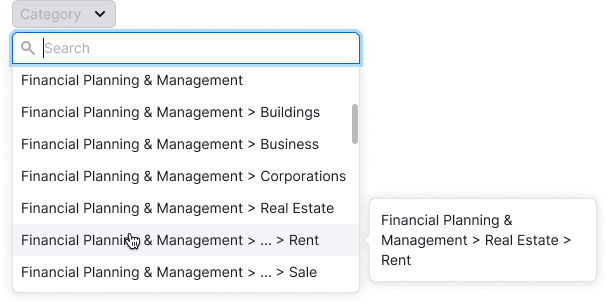 Category
Search
Financial Planning & Management
Financial Planning & Management > Buildings
Financial Planning & Management > Business
Financial Planning & Management > Corporations
Financial Planning & Management > Real Estate
Financial Planning & Management > ... > Rent
Financial Planning & Management > ... > Sale
Financial Planning &
Management > Real Estate >
Rent